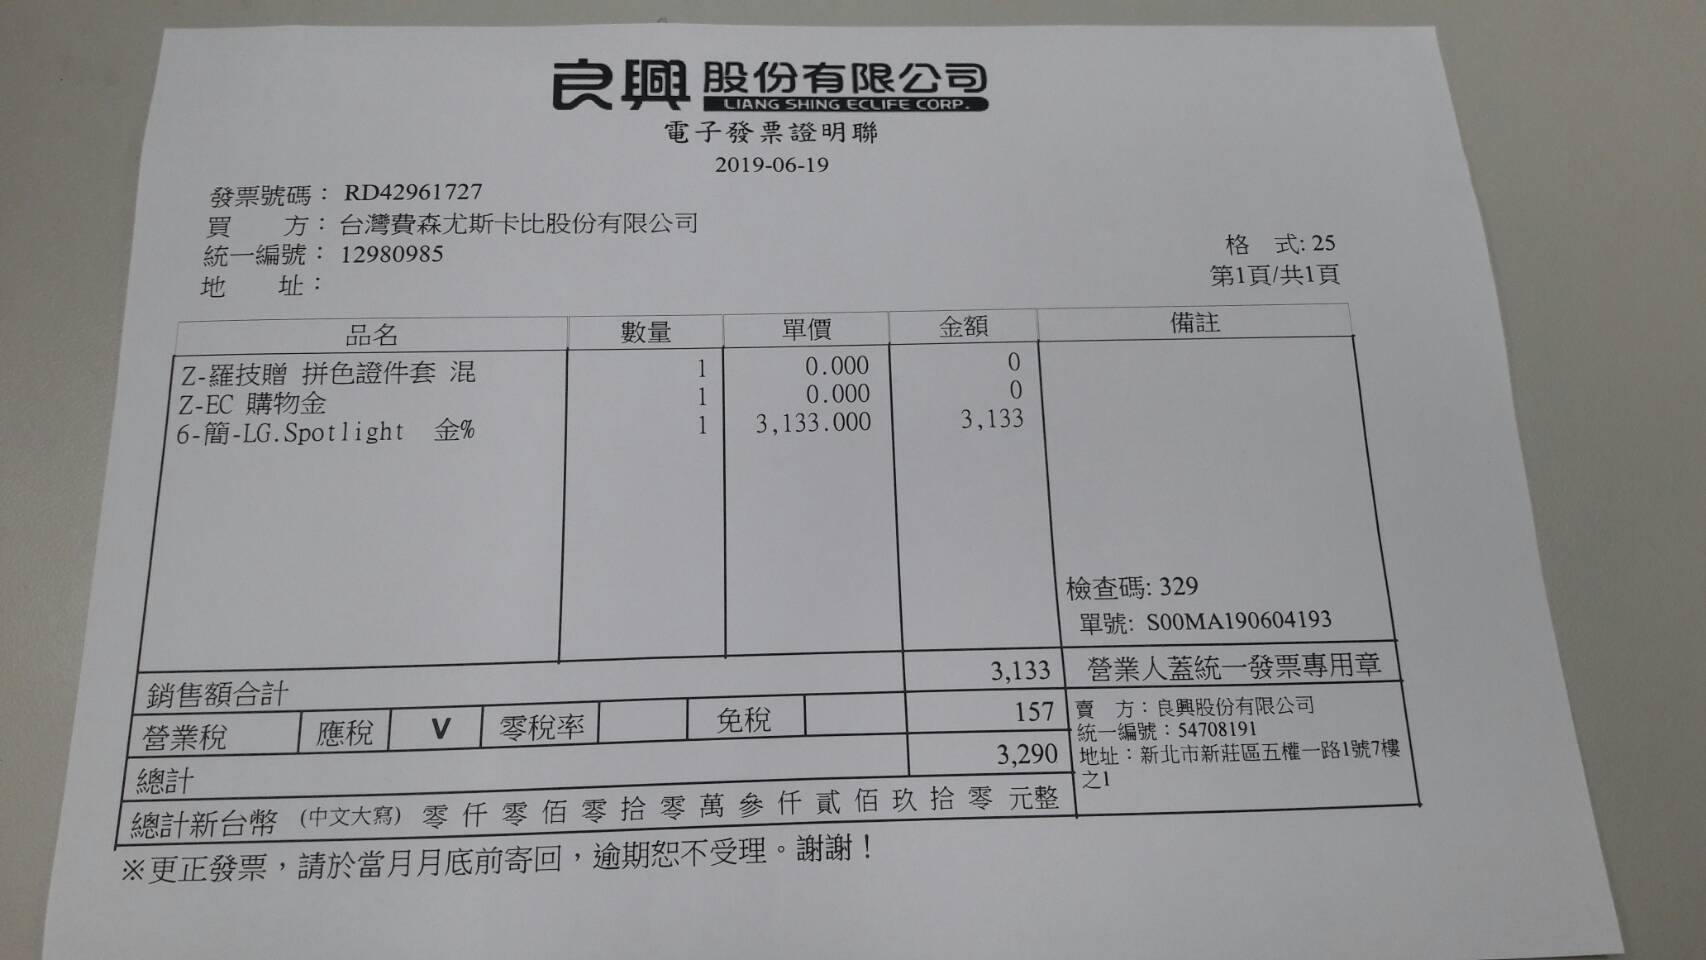 良興 股份有限公司
LIANG SHING ECLIFE CORP.
電子發票證明聯
2019-06-19
發票號碼： RD42961727
買 方： 台灣費森尤斯卡比股份有限公司
統一編號： 12980985
地 址：
格 式: 25
第1頁/共1頁
品名 數量 單價 金額 備註
Z-羅技贈 拼色證件套 混 1 0.000 0
Z-EC 購物金 1 0.000 0
6-簡-LG.Spotlight 金% 1 3,133.000 3,133
檢查碼: 329
單號: S00MA190604193
銷售額合計 3,133 營業人蓋統一發票專用章
營業稅 應稅 V 零稅率 免稅 157
總計 3,290
賣 方：良興股份有限公司
統一編號：54708191
地址：新北市新莊區五權一路1號7樓
之1
總計新台幣 (中文大寫) 零 仟 零 佰 零 拾 零 萬 參 仟 貳 佰 玖 拾 零 元整
※更正發票，請於當月月底前寄回，逾期恕不受理。謝謝！